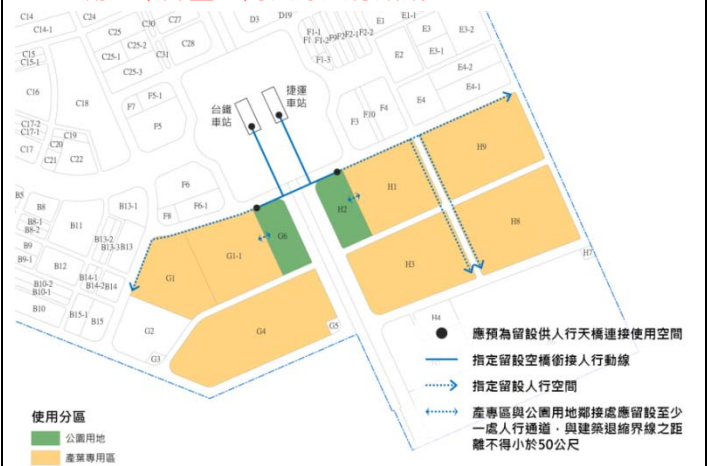 C14
C14-1
C15
C15-1
C16
C17-2
C17-1
C17
C18
C19
C20
C21
C22
C25
C25-1
C25-2
C25-3
C30
C31
C27
C28
D3
D19
F1-1
F1
F1-2
F2
F2-1
F2-2
F1-3
E1
E1-1
E2
E3
E3-1
E3-2
E4
E4-1
E4-2
F3
F10
F4
F5
F5-1
F7
F6
F6-1
F8
台鐵
車站
捷運
車站
B5
B8
B8-1
B8-2
B9
B9-1
B10-2
B10-1
B10
B11
B12
B13-1
B13-2
B13-3
B13
B14-1
B14-2
B14
B15-1
B15
G1
G1-1
G2
G3
G4
G5
G6
H1
H2
H3
H4
H7
H8
H9
應預為留設供人行天橋連接使用空間
指定留設空橋銜接人行動線
指定留設人行空間
產專區與公園用地鄰接處應留設至少
一處人行通道，與建築退縮界線之距
離不得小於50公尺
使用分區
公園用地
產業專用區